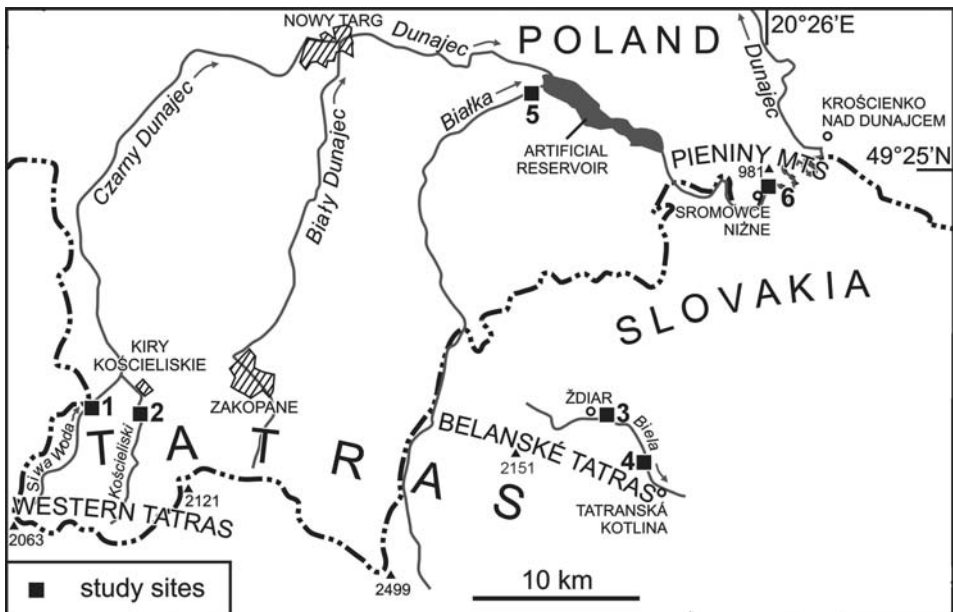 NOWY TARG
Dunajec
POLAND
20°26'E
Dunajec
KROŚCIENKO
NAD DUNAJCEM
49°25'N
Czarny Dunajec
Biały Dunajec
Białka
5
ARTIFICIAL
RESERVOIR
PIENINY MTS
981
6
SROMOWCE
NIŻNE
SLOVAKIA
KIRY
KOŚCIELISKIE
1
2
ZAKOPANE
Siwa Woda
Kościeliski
TATRAS
ŽDIAR
3
Biela
BELANSKÉ TATRAS
2151
4
TATRANSKÁ
KOTLINA
WESTERN TATRAS
2121
2063
2499
study sites
10 km